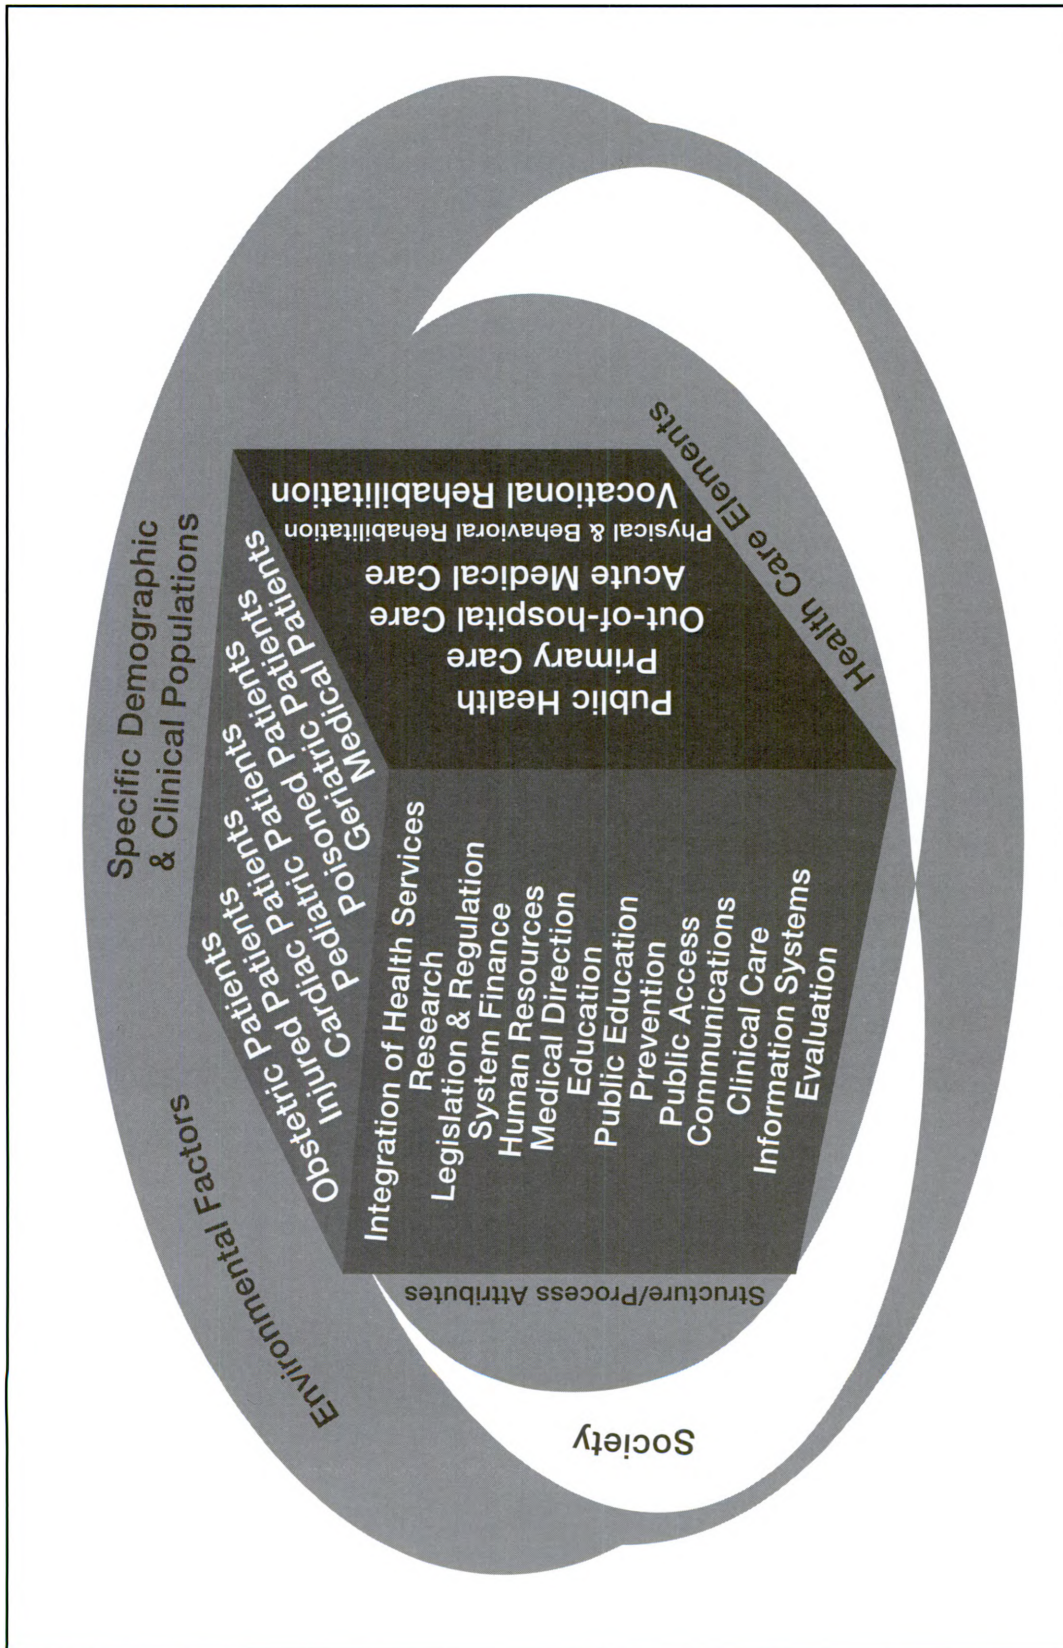 Specific Demographic
& Clinical Populations
Environmental Factors
Obstetric Patients
Injured Patients
Cardiac Patients
Pediatric Patients
Poisoned Patients
Geriatric Patients
Medical Patients
Integration of Health Services
Research
Legislation & Regulation
System Finance
Human Resources
Medical Direction
Education
Public Education
Prevention
Public Access
Communications
Clinical Care
Information Systems
Evaluation
Structure/Process Attributes
Public Health
Primary Care
Out-of-hospital Care
Acute Medical Care
Physical & Behavioral Rehabilitation
Vocational Rehabilitation
Health Care Elements
Society